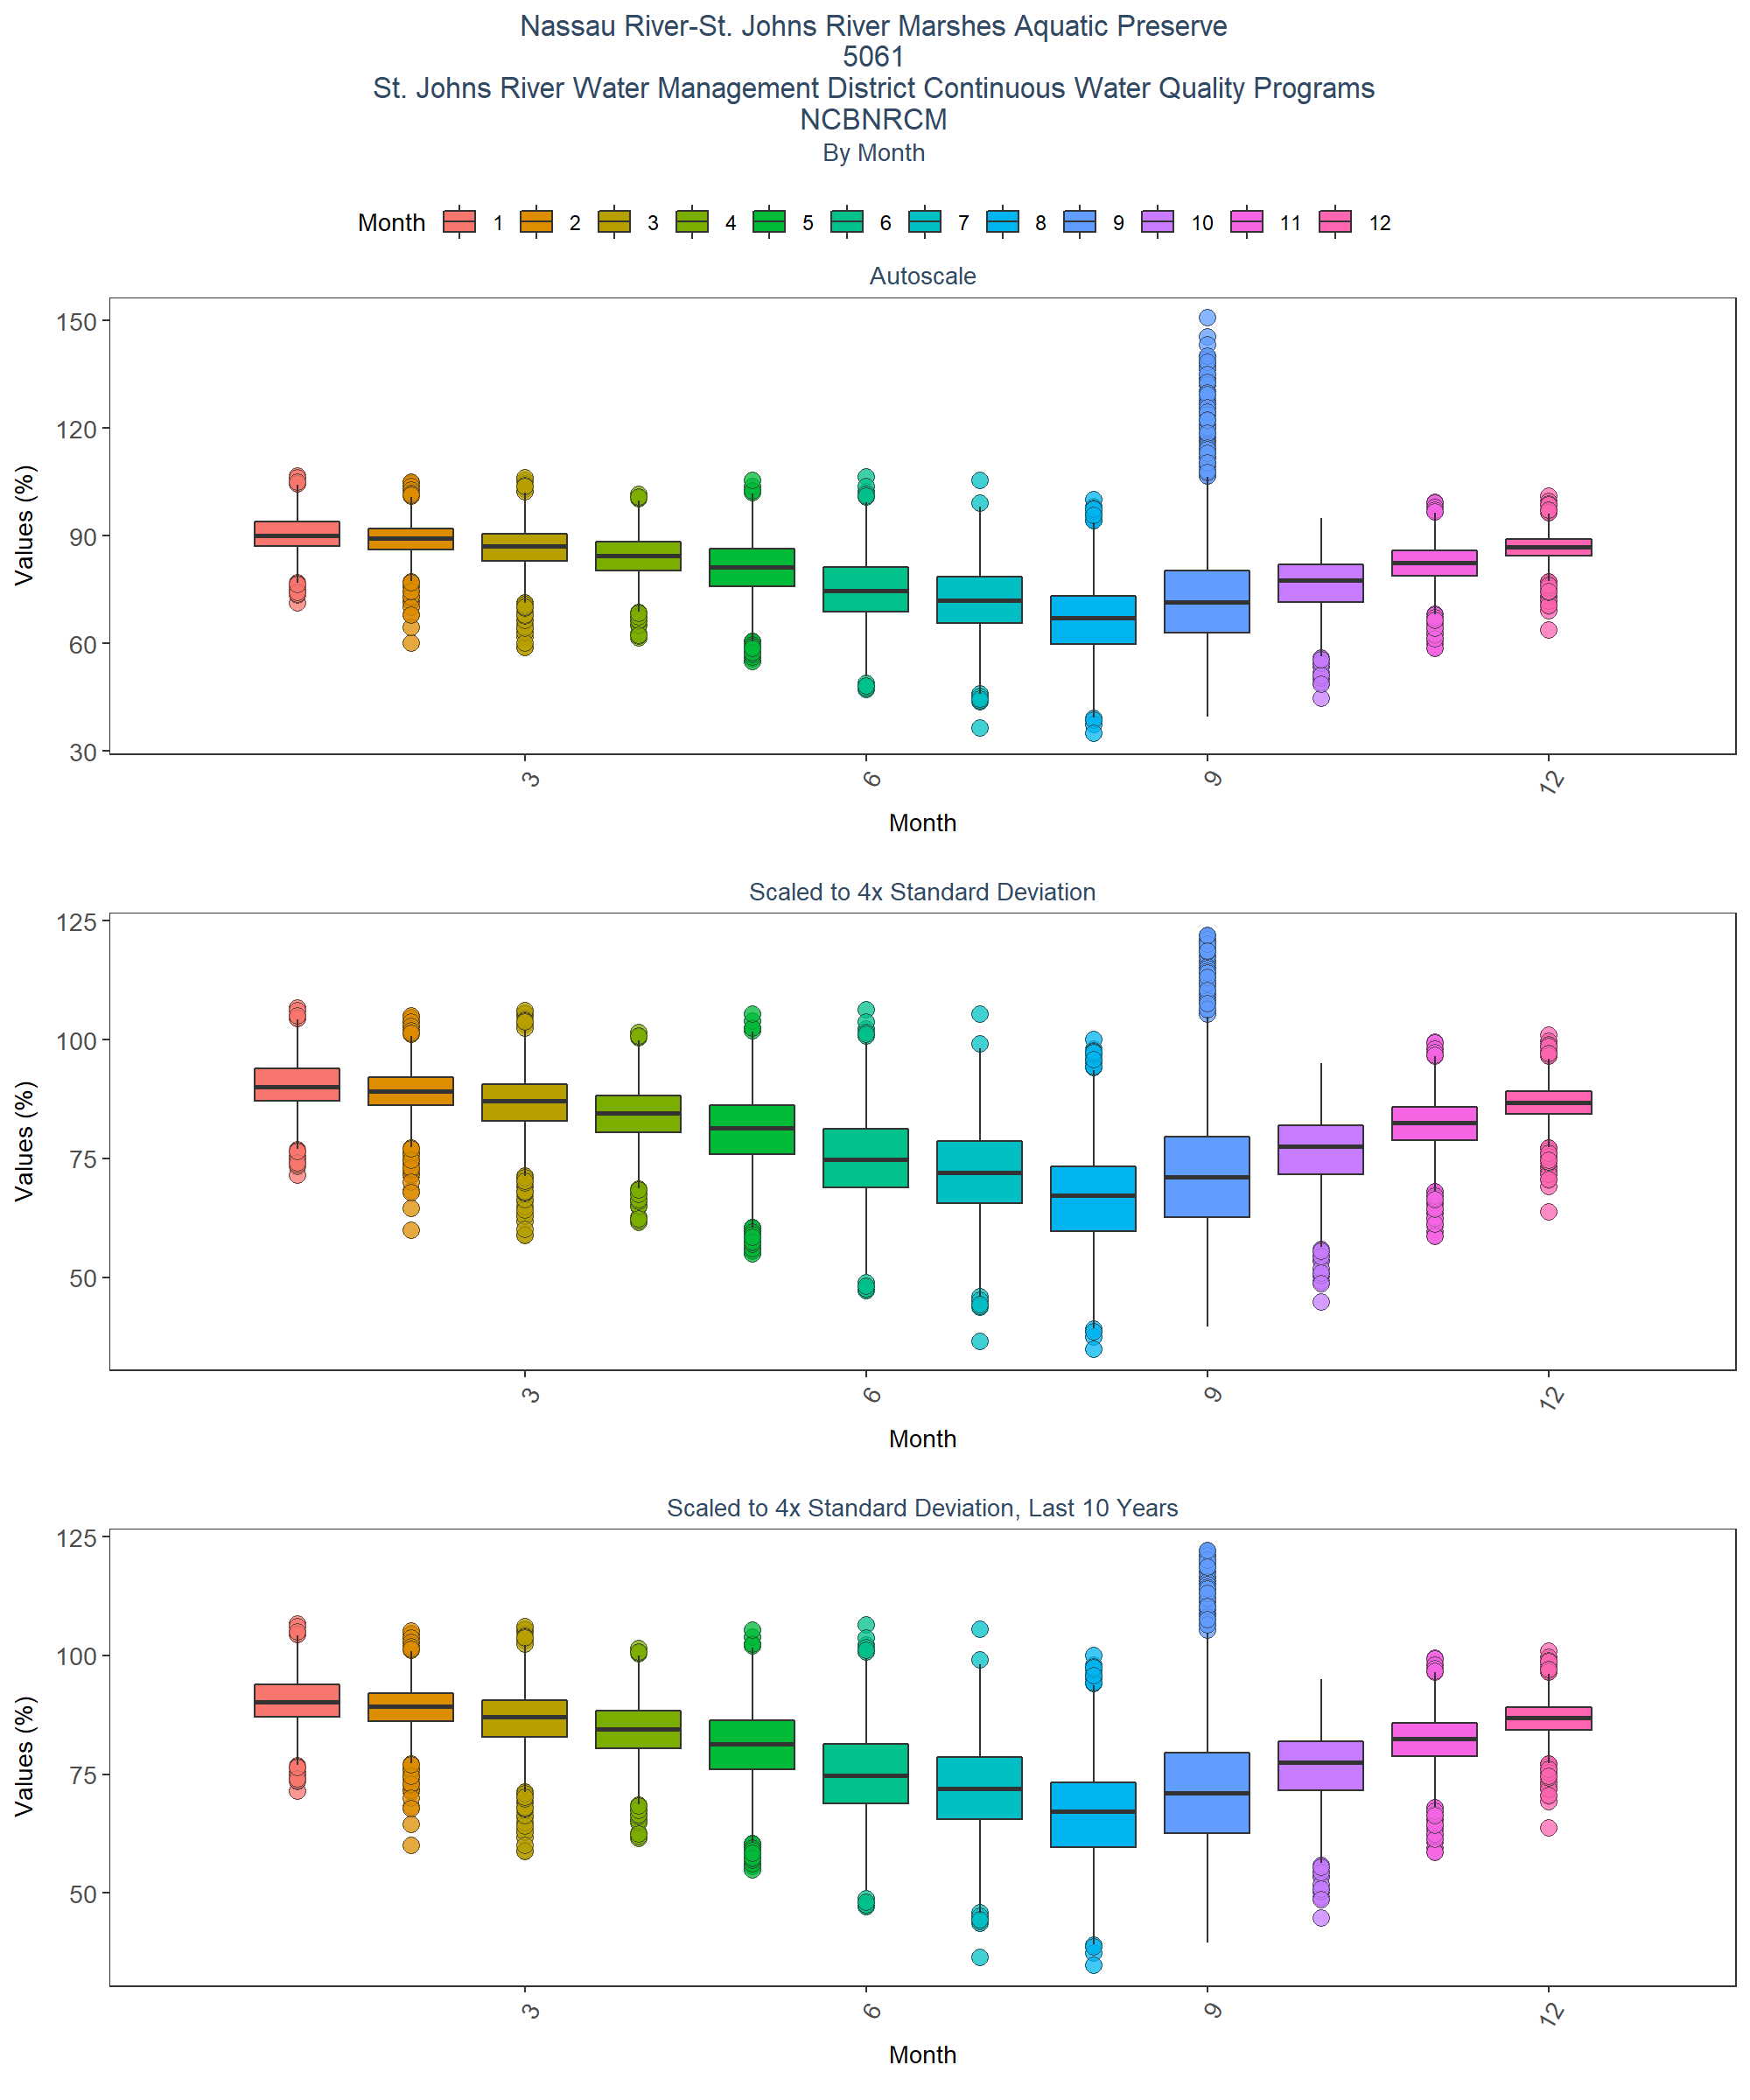 Nassau River-St. Johns River Marshes Aquatic Preserve
5061
St. Johns River Water Management District Continuous Water Quality Programs
NCBNRCM
By Month
Month 1 2 3 4 5 6 7 8 9 10 11 12
Autoscale
150
120
90
60
30
Values (%)
3 6 9 12
Month
Scaled to 4x Standard Deviation
125
100
75
50
Values (%)
3 6 9 12
Month
Scaled to 4x Standard Deviation, Last 10 Years
125
100
75
50
Values (%)
3 6 9 12
Month